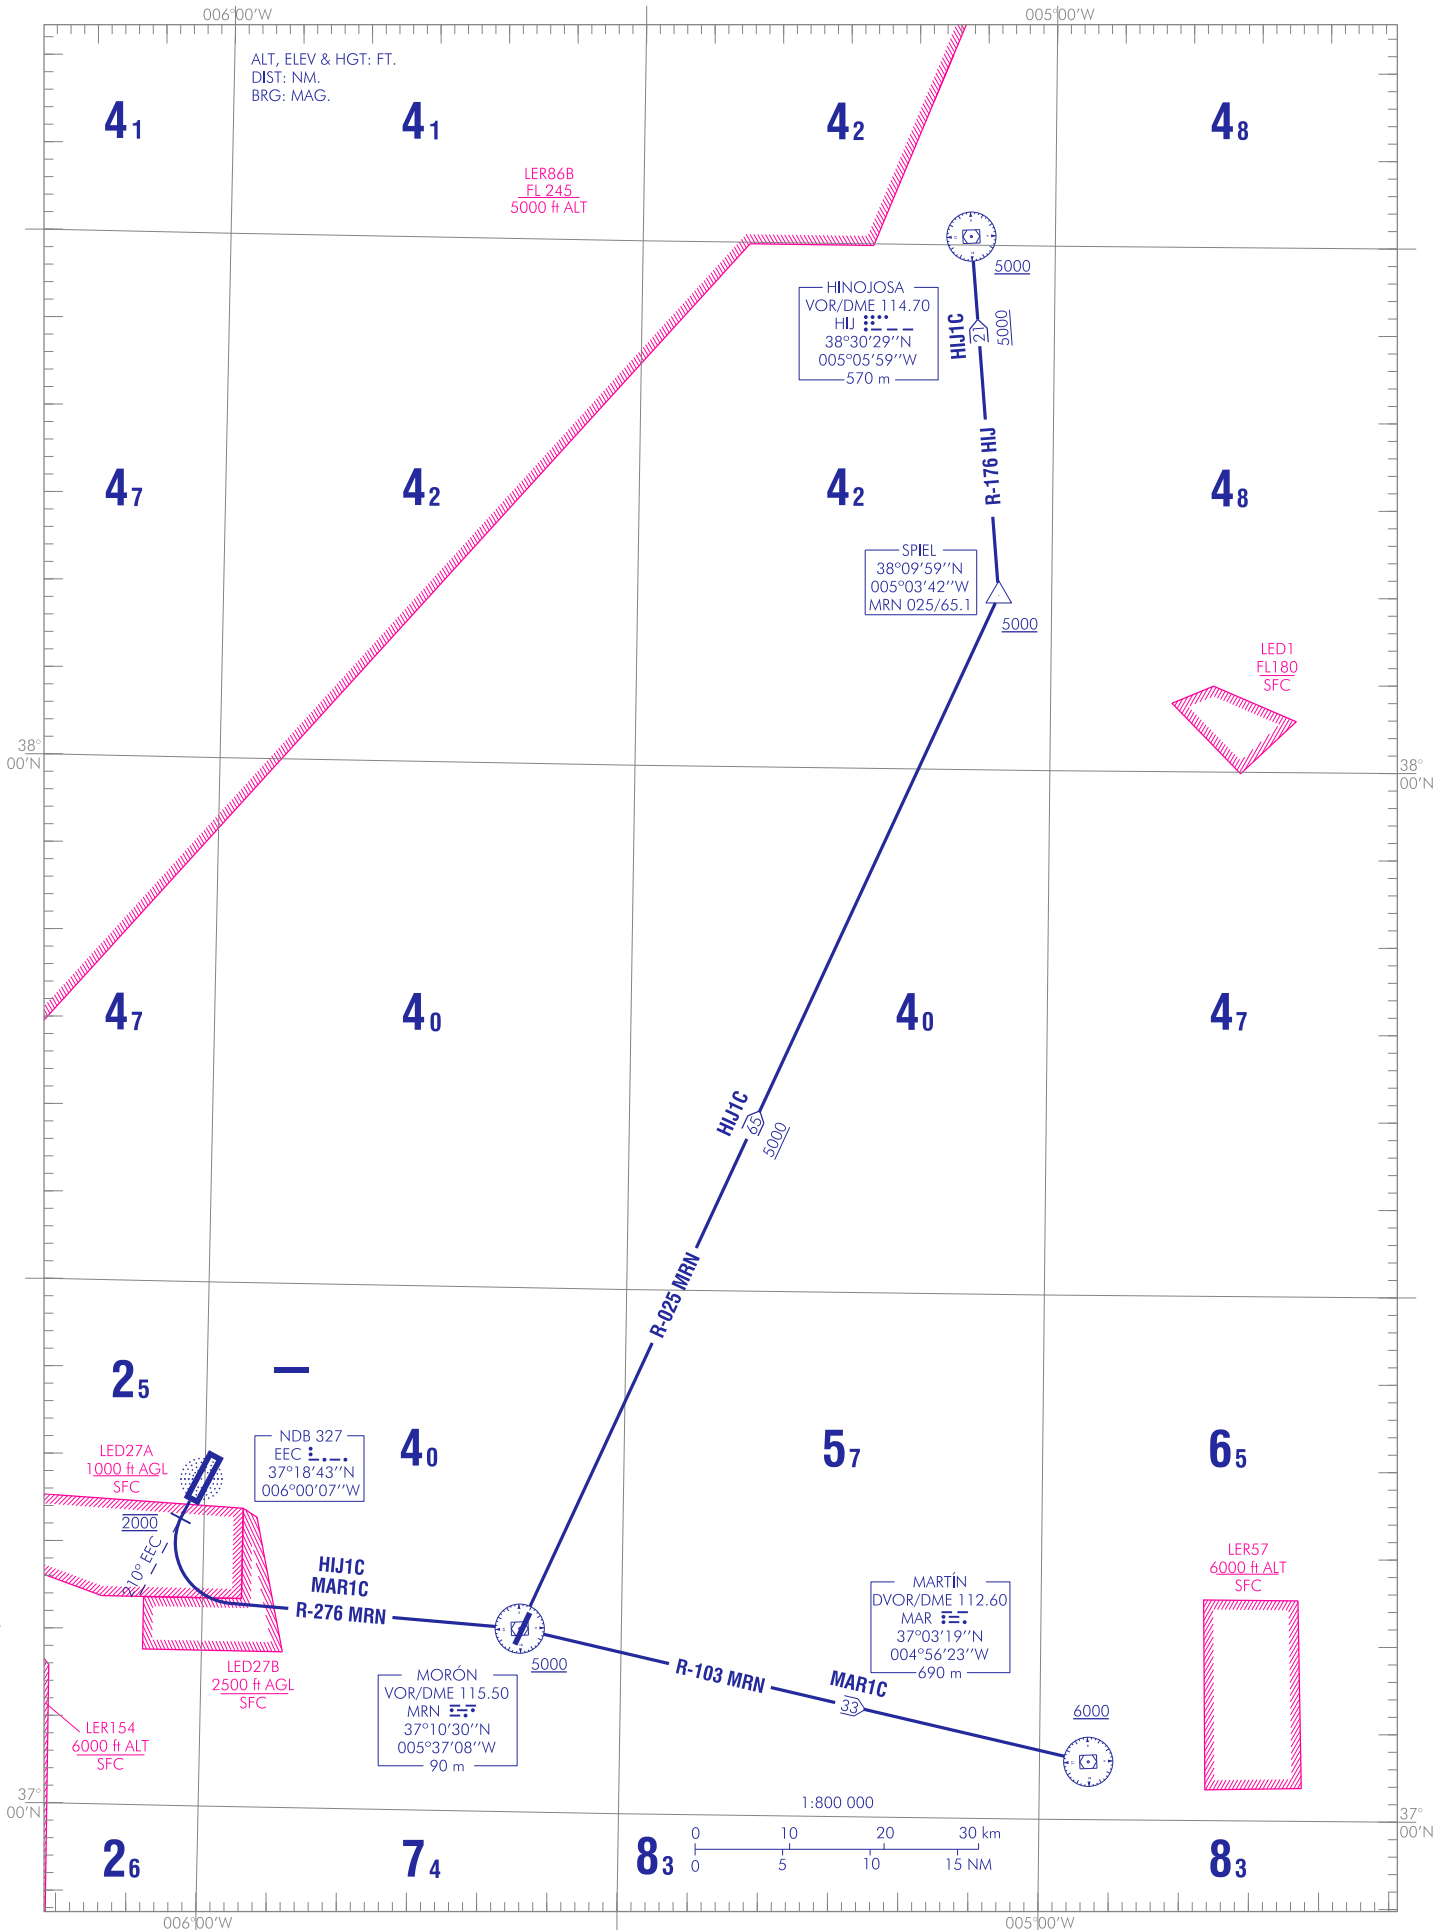 006°00'W
005°00'W
ALT, ELEV & HGT: FT.
DIST: NM.
BRG: MAG.
41
41
42
48
LER86B
FL 245
5000 ft ALT
5000
HINOJOSA
VOR/DME 114.70
HIJ
38°30'29''N
005°05'59''W
570 m
HIJ1C
21
5000
47
42
42
48
R-176 HIJ
SPIEL
38°09'59''N
005°03'42''W
MRN 025/65.1
5000
LED1
FL180
SFC
38°
00'N
38°
00'N
47
40
40
47
HIJ1C
65
5000
R-025 MRN
25
40
57
65
NDB 327
EEC
37°18'43''N
006°00'07''W
LED27A
1000 ft AGL
SFC
2000
210° EEC
HIJ1C
MAR1C
R-276 MRN
5000
R-103 MRN
MAR1C
33
MARTÍN
DVOR/DME 112.60
MAR
37°03'19''N
004°56'23''W
690 m
6000
LER57
6000 ft ALT
SFC
LED27B
2500 ft AGL
SFC
MORÓN
VOR/DME 115.50
MRN
37°10'30''N
005°37'08''W
90 m
LER154
6000 ft ALT
SFC
37°
00'N
37°
00'N
1:800 000
0 10 20 30 km
0 5 10 15 NM
26
74
83
83
006°00'W
005°00'W